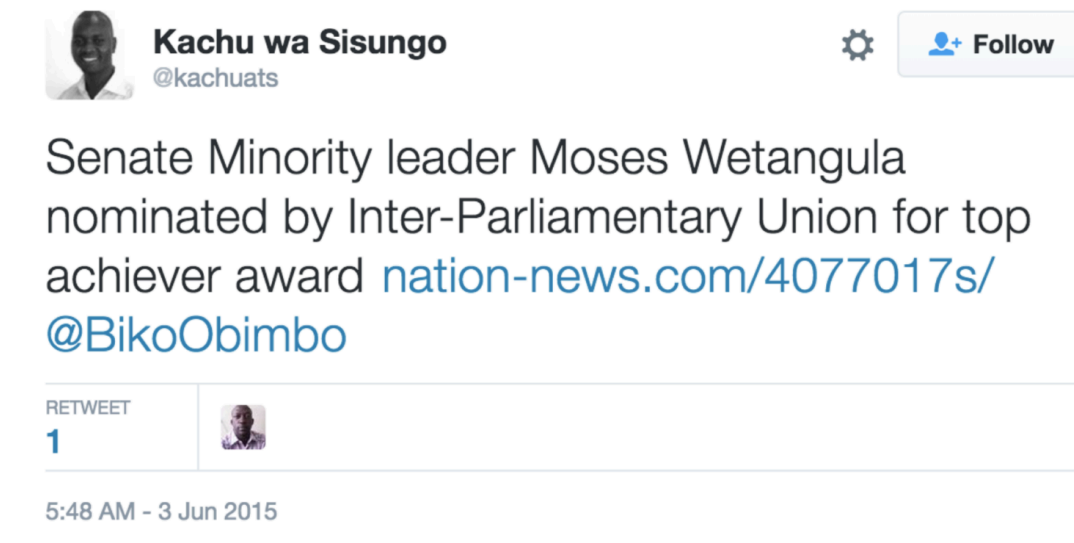 Kachu wa Sisungo
@kachuats
Follow
Senate Minority leader Moses Wetangula
nominated by Inter-Parliamentary Union for top
achiever award nation-news.com/4077017s/
@BikoObimbo
RETWEET
1
5:48 AM - 3 Jun 2015